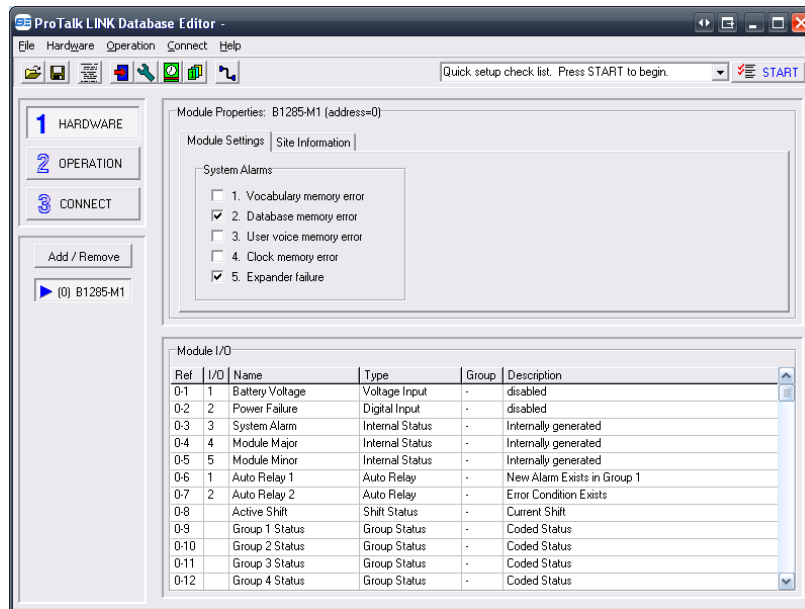 ProTalk LINK Database Editor -
File Hardware Operation Connect Help
Quick setup check list. Press START to begin. START
1 HARDWARE
2 OPERATION
3 CONNECT
Add / Remove
(0) B1285-M1
Module Properties: B1285-M1 (address=0)
Module Settings Site Information
System Alarms
1. Vocabulary memory error
2. Database memory error
3. User voice memory error
4. Clock memory error
5. Expander failure
Module I/O
Ref I/O Name Type Group Description
0-1 1 Battery Voltage Voltage Input - disabled
0-2 2 Power Failure Digital Input - disabled
0-3 3 System Alarm Internal Status - Internally generated
0-4 4 Module Major Internal Status - Internally generated
0-5 5 Module Minor Internal Status - Internally generated
0-6 1 Auto Relay 1 Auto Relay - New Alarm Exists in Group 1
0-7 2 Auto Relay 2 Auto Relay - Error Condition Exists
0-8 Active Shift Shift Status - Current Shift
0-9 Group 1 Status Group Status - Coded Status
0-10 Group 2 Status Group Status - Coded Status
0-11 Group 3 Status Group Status - Coded Status
0-12 Group 4 Status Group Status - Coded Status